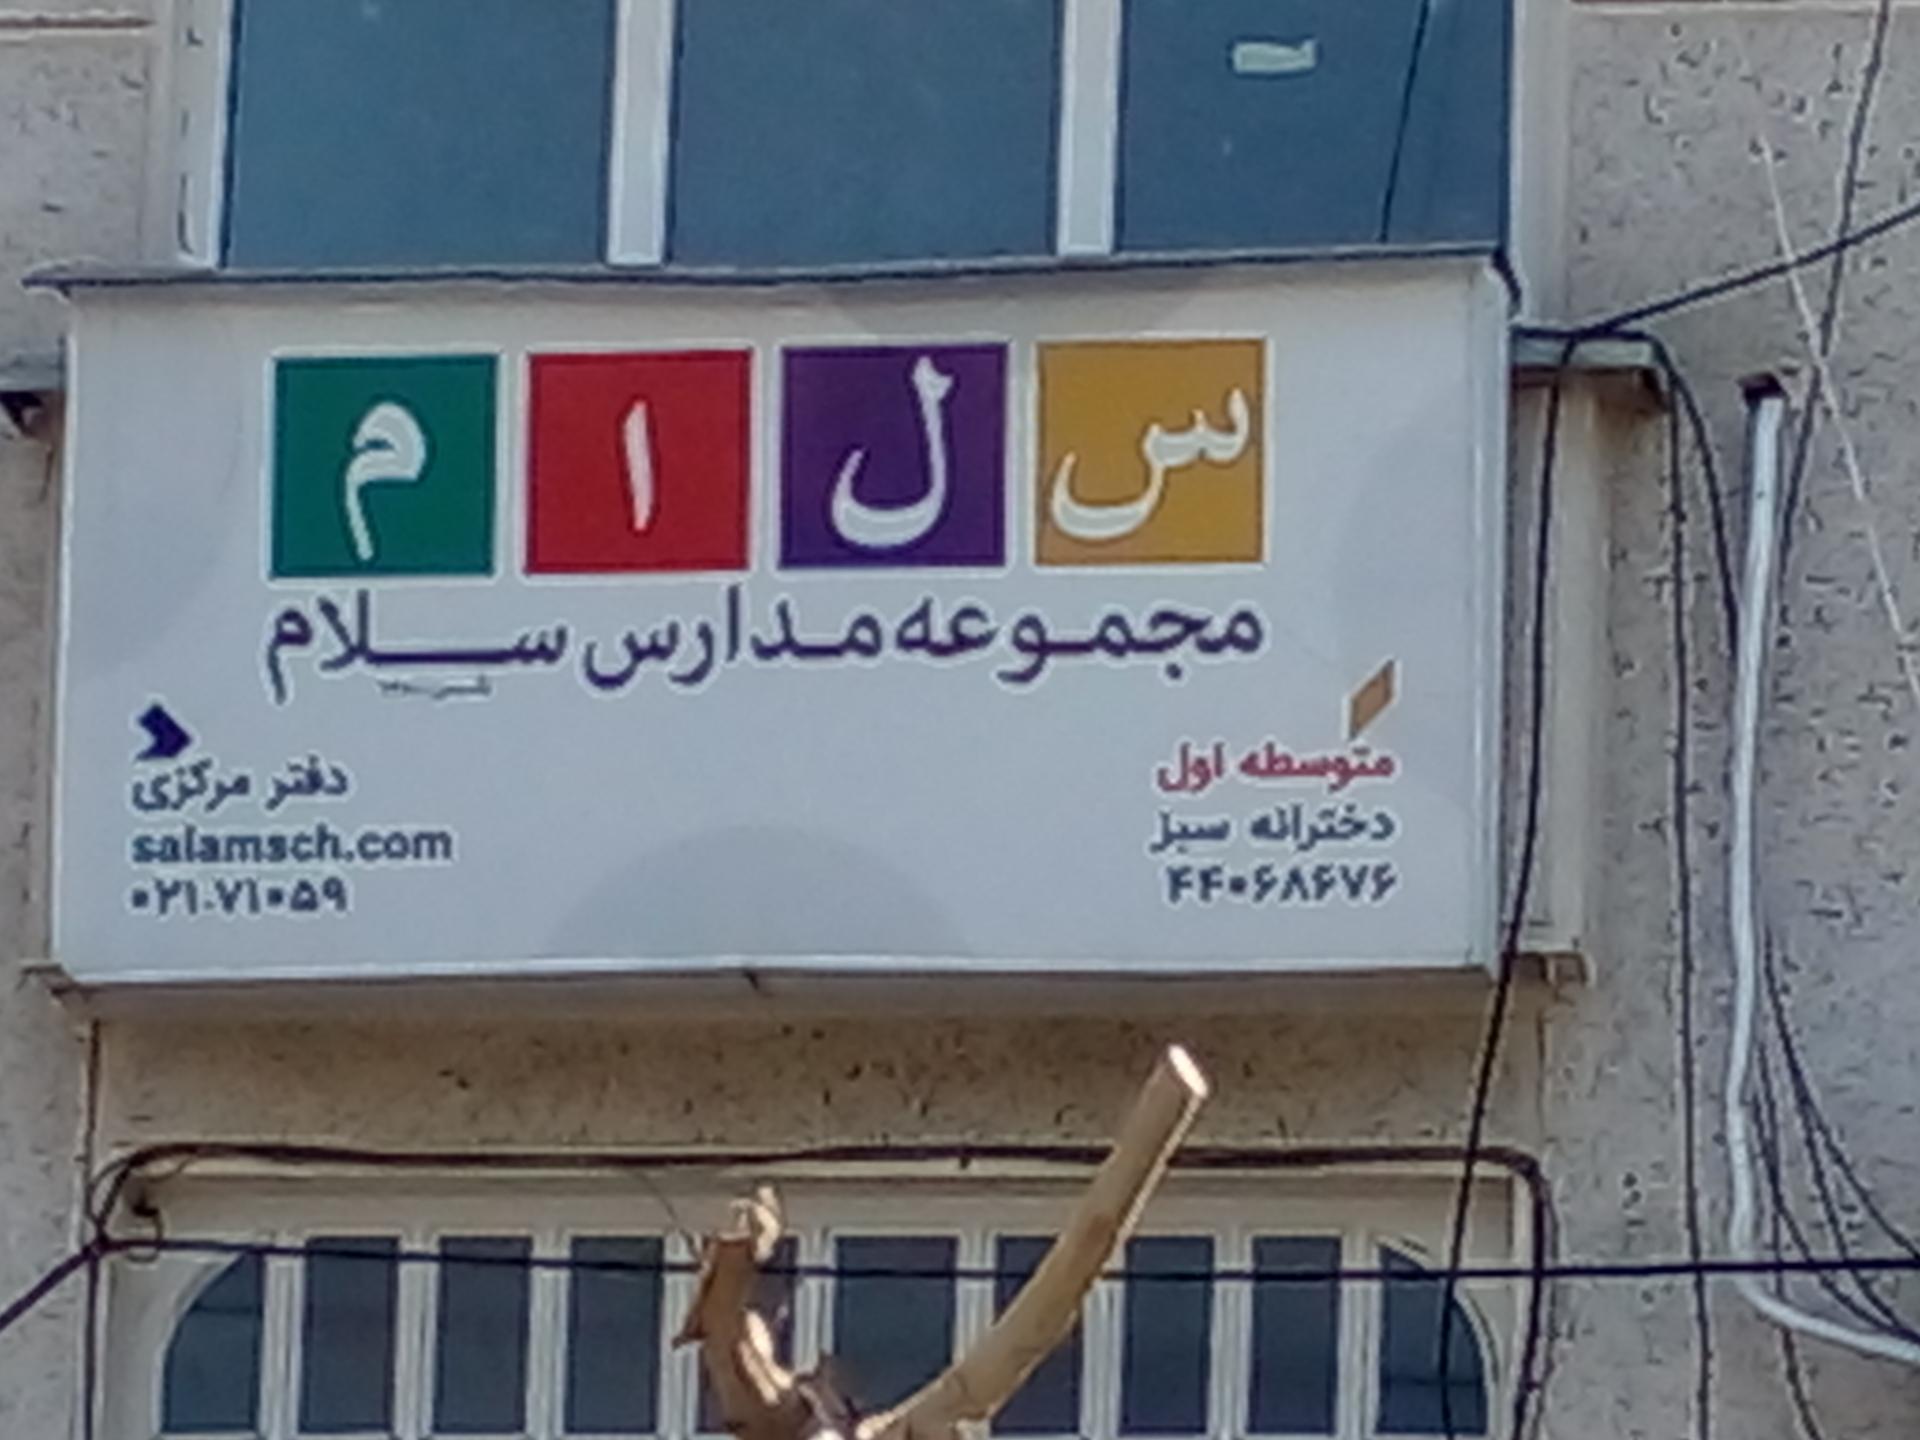 س ل ا م
مجموعه مدارس سلام
متوسطه اول
دخترانه سبز
۴۴۰۶۸۶۷۶
دفتر مرکزی
salamsch.com
۰۲۱-۷۱۰۵۹